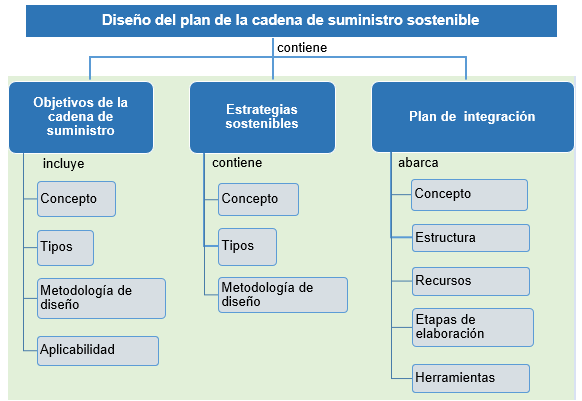 Diseño del plan de la cadena de suministro sostenible
contiene
Objetivos de la
cadena de
suministro
incluye
Concepto
Tipos
Metodología de
diseño
Aplicabilidad
Estrategias
sostenibles
contiene
Concepto
Tipos
Metodología de
diseño
Plan de integración
abarca
Concepto
Estructura
Recursos
Etapas de
elaboración
Herramientas